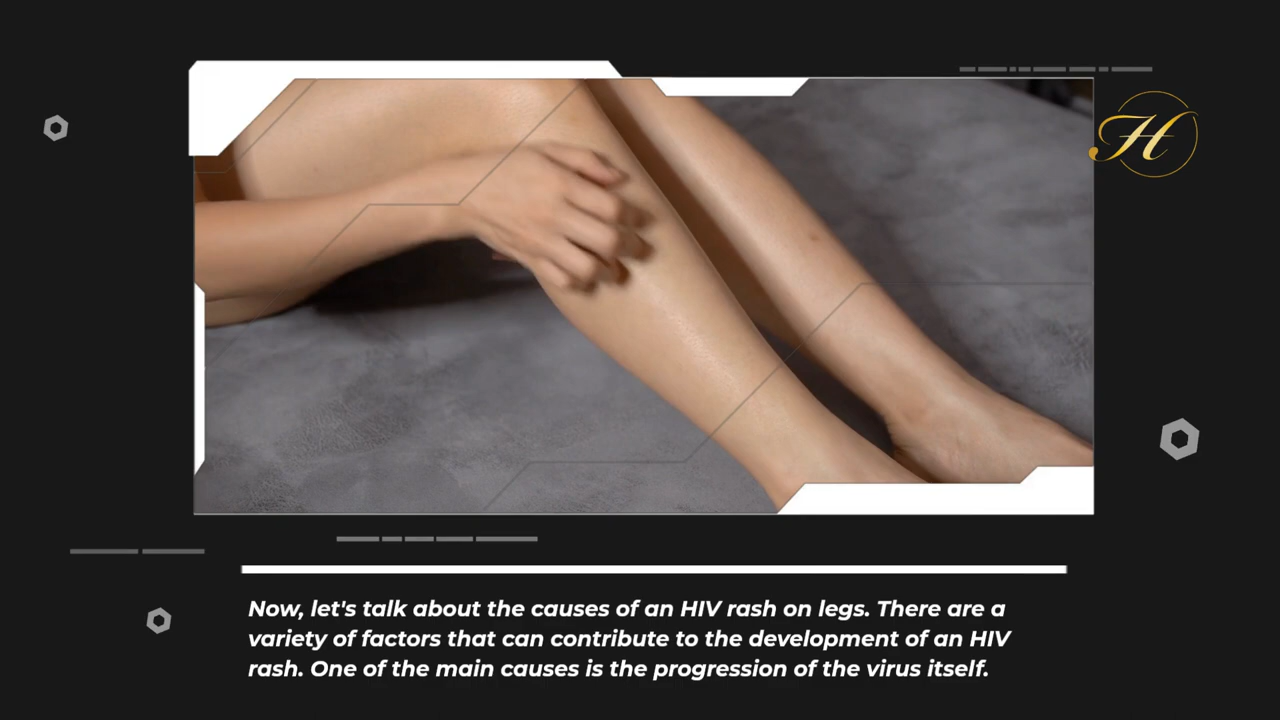 H
Now, let's talk about the causes of an HIV rash on legs. There are a
variety of factors that can contribute to the development of an HIV
rash. One of the main causes is the progression of the virus itself.